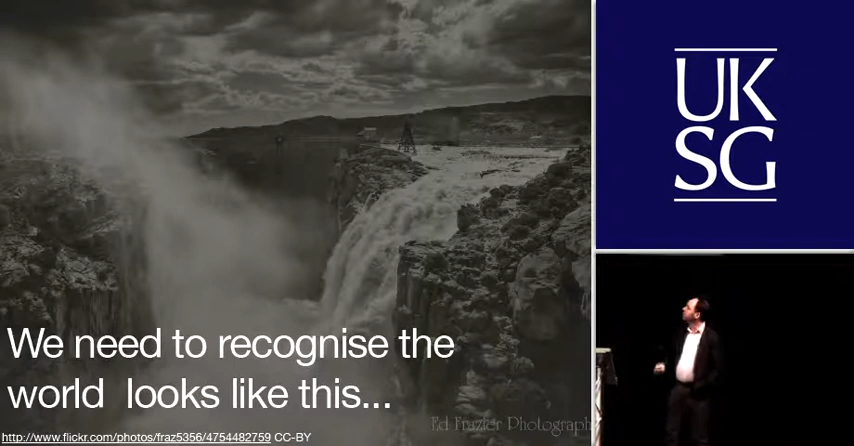 We need to recognise the
world looks like this...
http://www.flickr.com/photos/fraz5356/4754482759 CC-BY
Ed Frazier Photograph
UK
SG